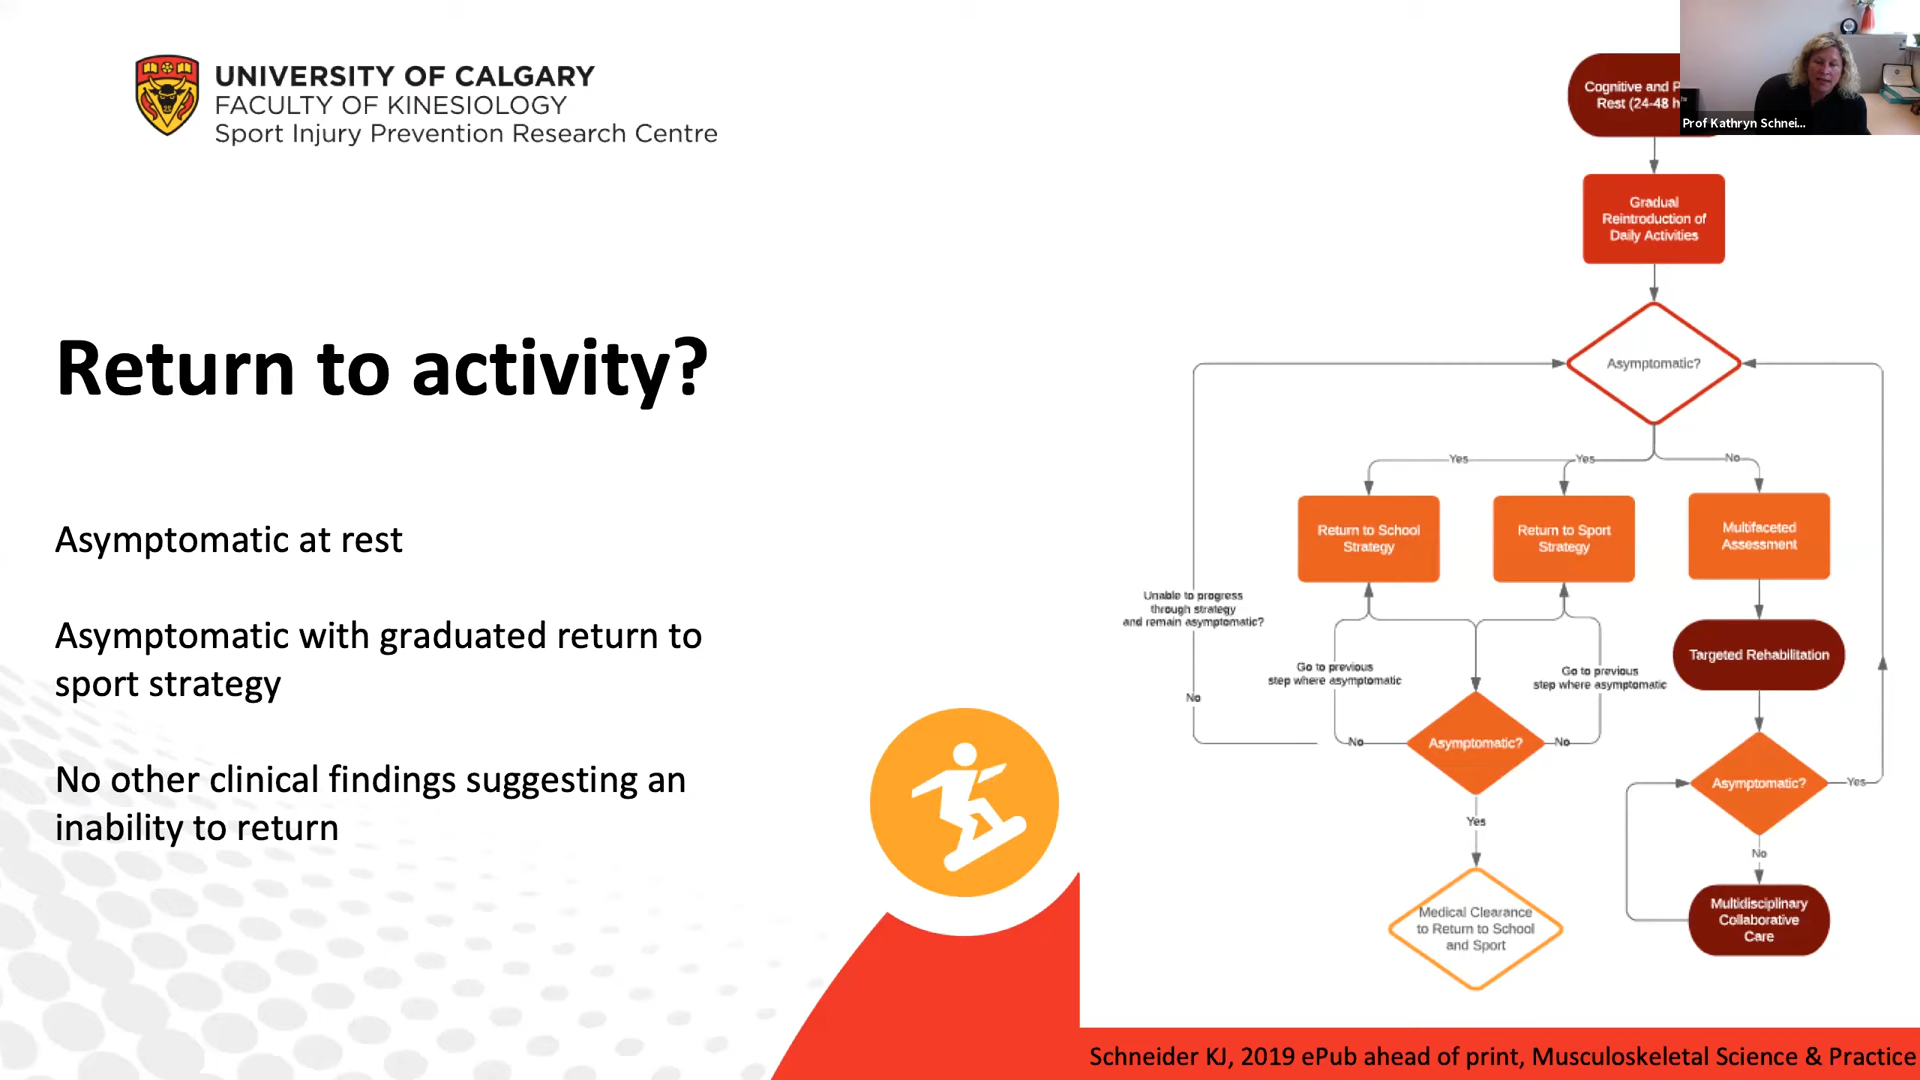 UNIVERSITY OF CALGARY
FACULTY OF KINESIOLOGY
Sport Injury Prevention Research Centre
Return to activity?
Asymptomatic at rest
Asymptomatic with graduated return to
sport strategy
No other clinical findings suggesting an
inability to return
Cognitive and P
Rest (24-48 h
Prof Kathryn Schnei...
Gradual
Reintroduction of
Daily Activities
Asymptomatic?
Yes
Yes
No
Return to School
Strategy
Return to Sport
Strategy
Multifaceted
Assessment
Unable to progress
through strategy
and remain asymptomatic?
Go to previous
step where asymptomatic
Go to previous
step where asymptomatic
Targeted Rehabilitation
No
No
Asymptomatic?
No
Asymptomatic?
Yes
Yes
No
Medical Clearance
to Return to School
and Sport
Multidisciplinary
Collaborative
Care
Schneider KJ, 2019 ePub ahead of print, Musculoskeletal Science & Practice